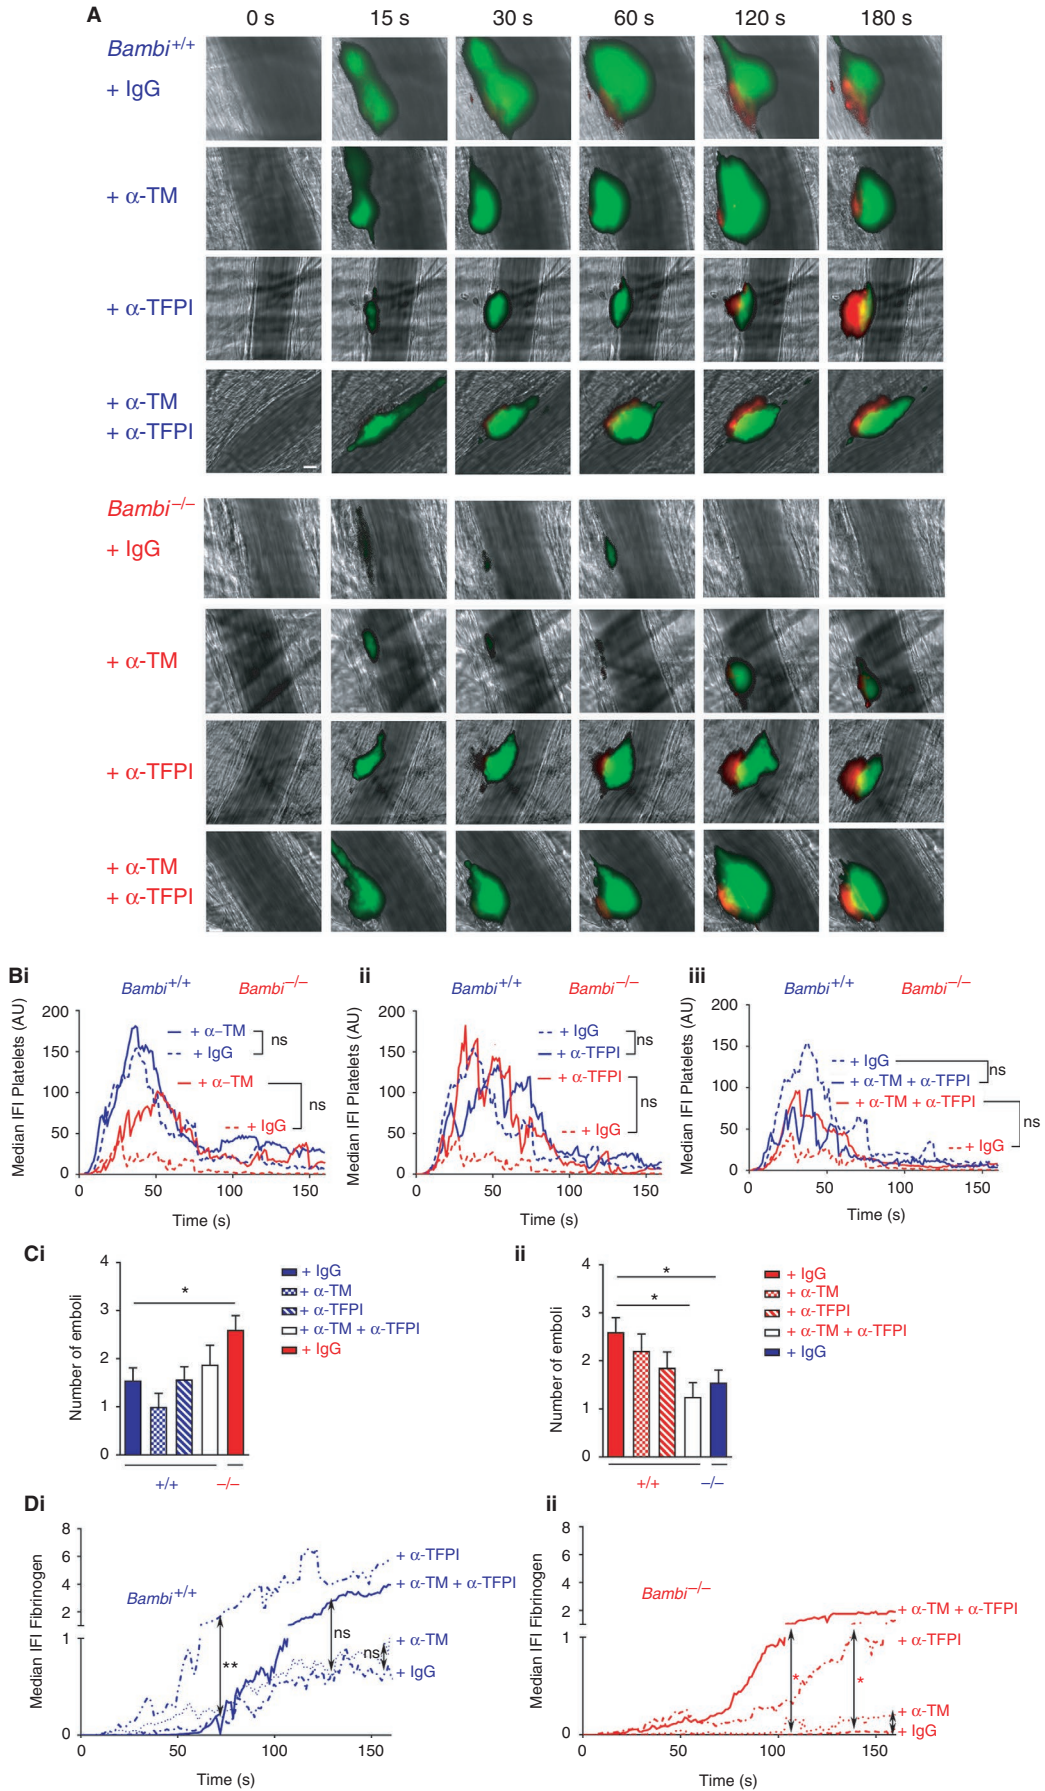 A
0 s 15 s 30 s 60 s 120 s 180 s
Bambi+/+
+ IgG
+ α-TM
+ α-TFPI
+ α-TM
+ α-TFPI
Bambi−/−
+ IgG
+ α-TM
+ α-TFPI
+ α-TM
+ α-TFPI
Bi
Bambi+/+ Bambi−/−
Median IFI Platelets (AU)
200
150
100
50
0
+ α–TM
+ IgG
ns
+ α–TM
+ IgG
ns
0 50 100 150
Time (s)
ii
Bambi+/+ Bambi−/−
Median IFI Platelets (AU)
200
150
100
50
0
+ IgG
+ α-TFPI
ns
+ α-TFPI
+ IgG
ns
0 50 100 150
Time (s)
iii
Bambi+/+ Bambi−/−
Median IFI Platelets (AU)
200
150
100
50
0
+ IgG
+ α-TM + α-TFPI
ns
+ α-TM + α-TFPI
+ IgG
ns
0 50 100 150
Time (s)
Ci
Number of emboli
4
3
2
1
0
*
+ IgG
+ α-TM
+ α-TFPI
+ α-TM + α-TFPI
+ IgG
+/+ −/−
ii
Number of emboli
4
3
2
1
0
*
*
+ IgG
+ α-TM
+ α-TFPI
+ α-TM + α-TFPI
+ IgG
+/+ −/−
Di
Median IFI Fibrinogen
8
6
4
2
1
0
Bambi+/+
+ α-TFPI
+ α-TM + α-TFPI
+ α-TM
+ IgG
**
ns
ns
0 50 100 150
Time (s)
ii
Median IFI Fibrinogen
8
6
4
2
1
0
Bambi−/−
+ α-TM + α-TFPI
+ α-TFPI
+ α-TM
+ IgG
*
*
0 50 100 150
Time (s)